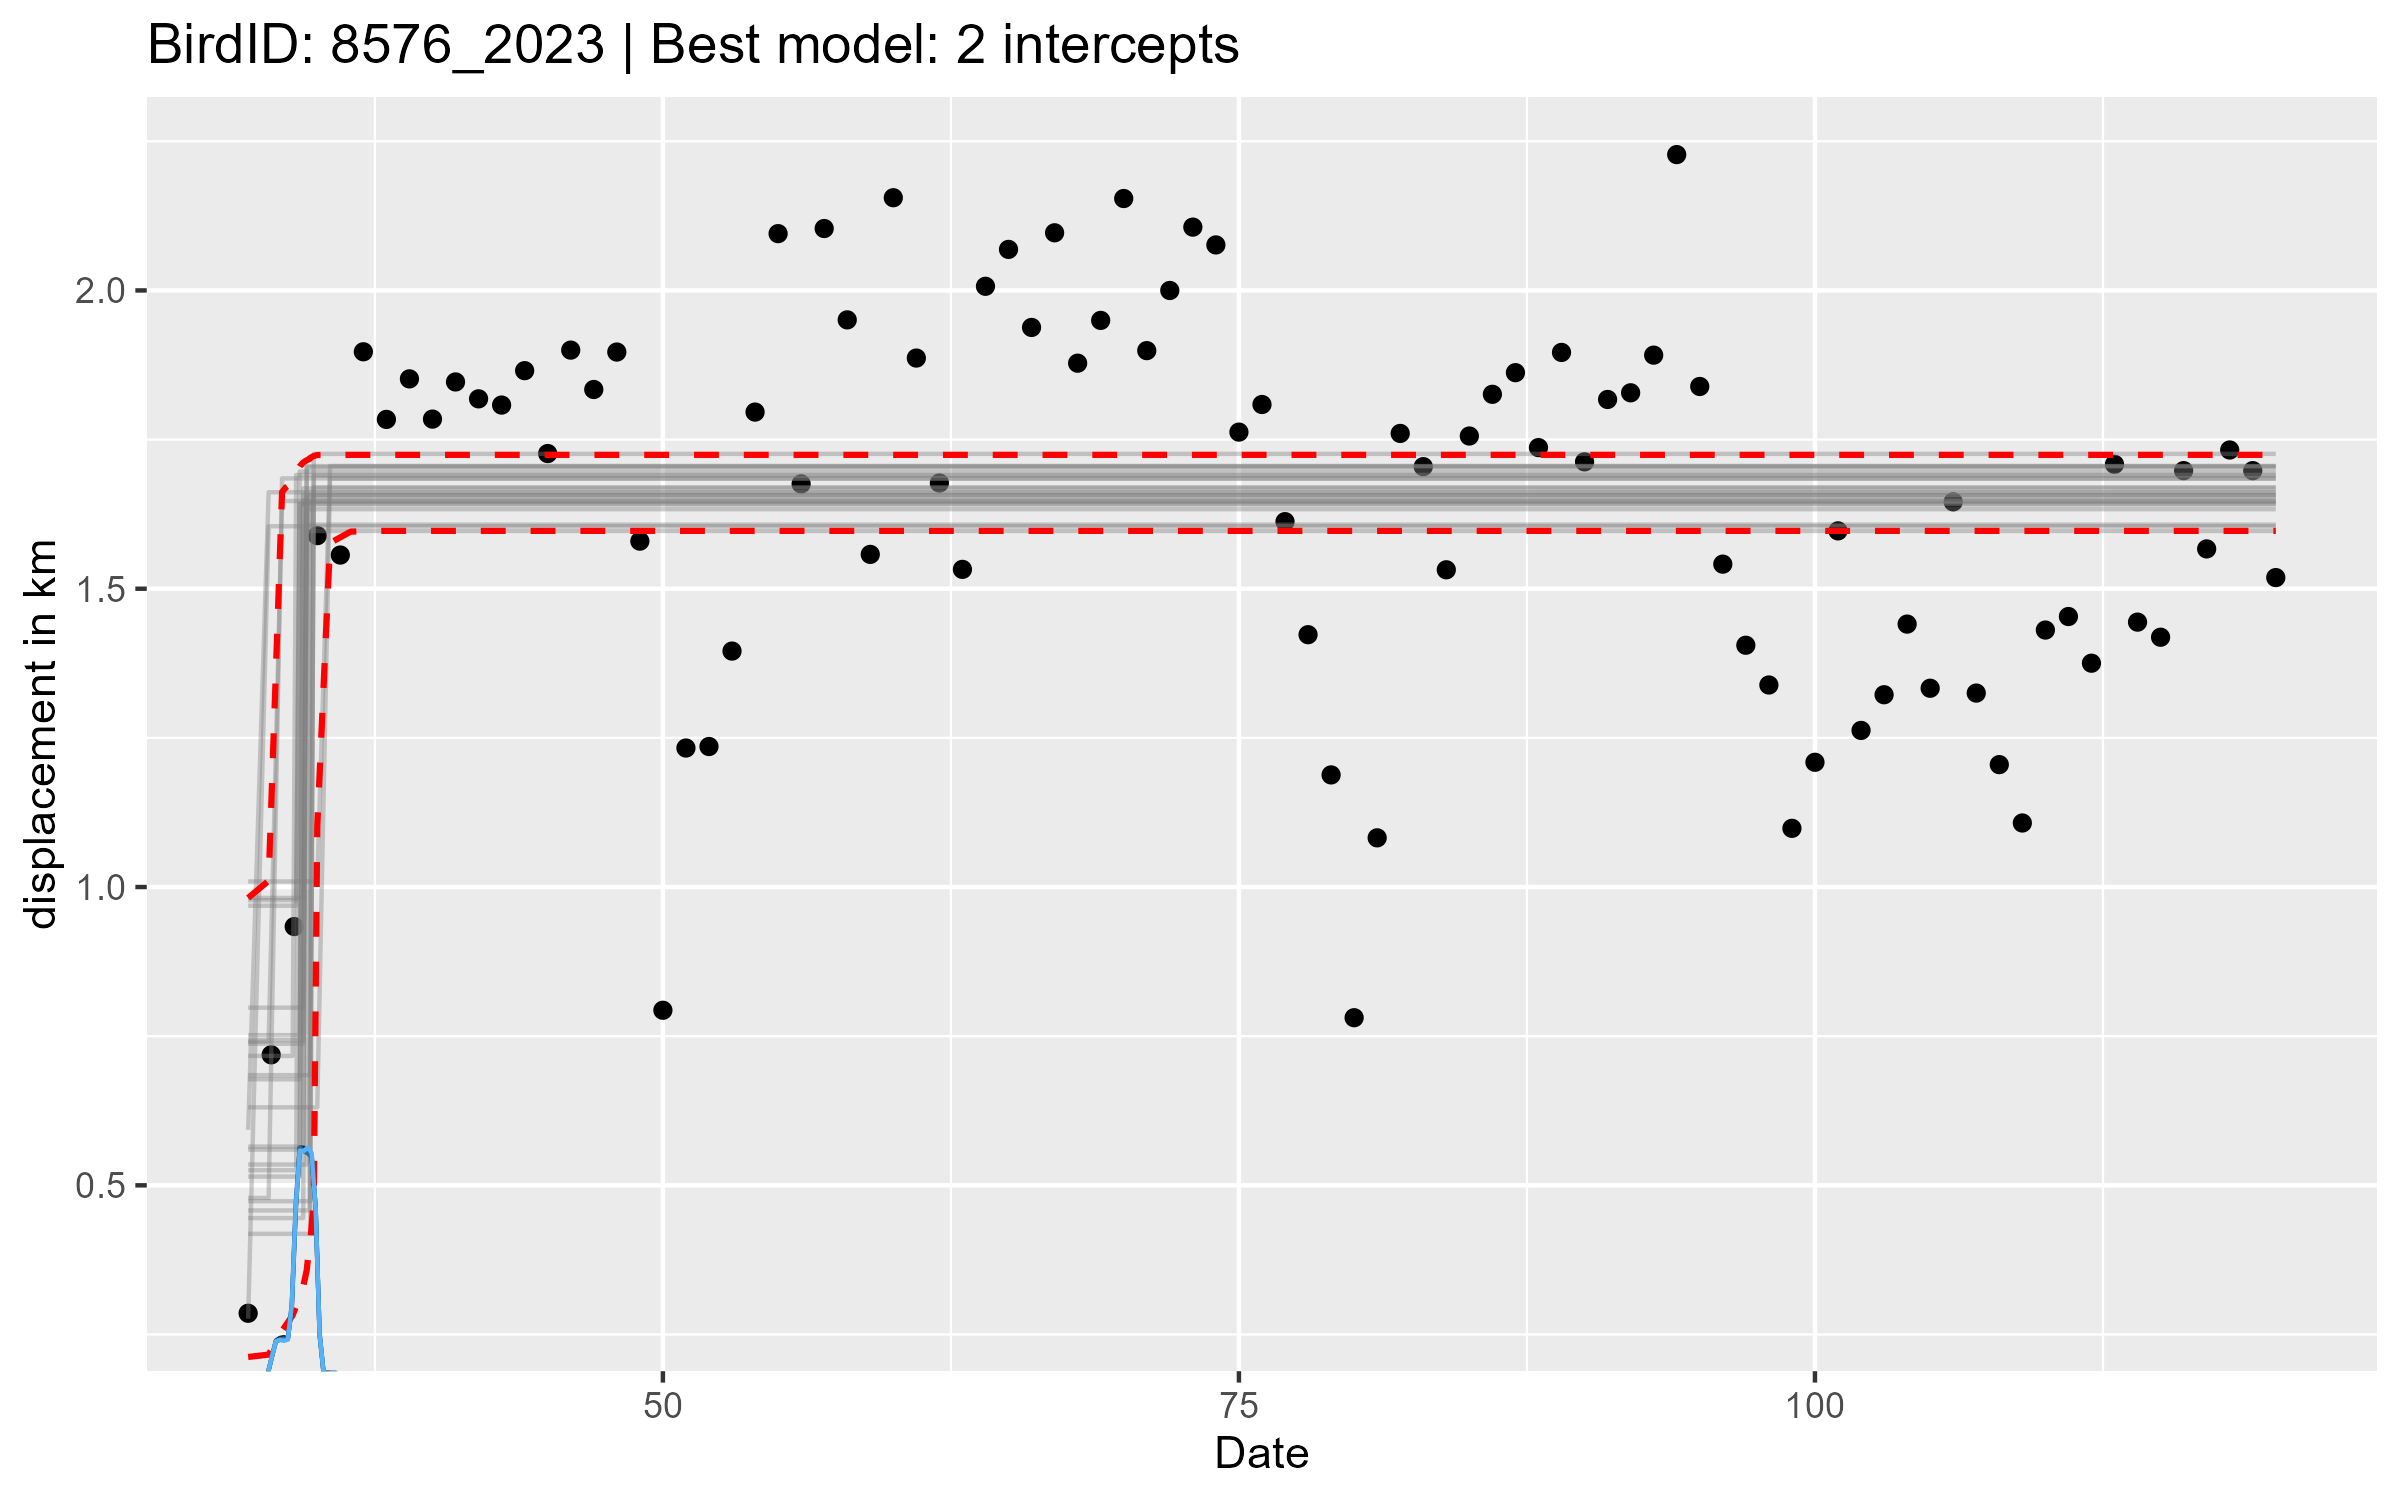 BirdID: 8576_2023 | Best model: 2 intercepts
displacement in km
2.0
1.5
1.0
0.5
50
75
100
Date